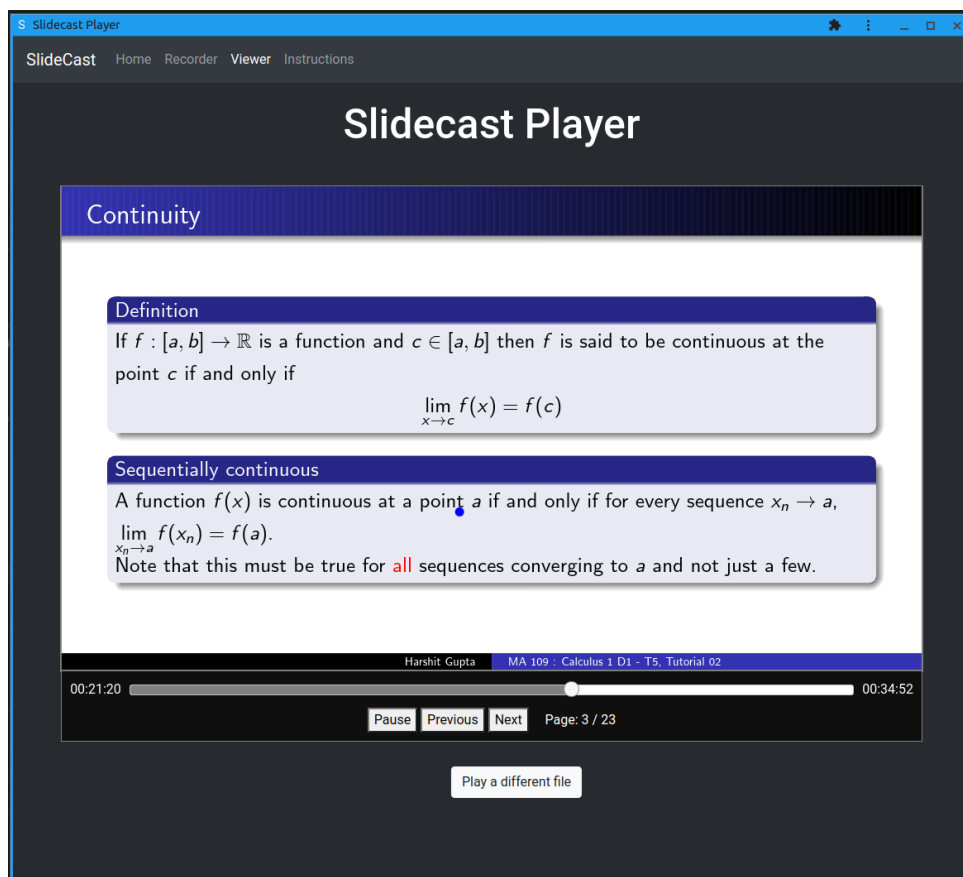 S Slidecast Player
SlideCast Home Recorder Viewer Instructions
Slidecast Player
Continuity
Definition
If f : [a, b] → ℝ is a function and c ∈ [a, b] then f is said to be continuous at the
point c if and only if
lim x→c f(x) = f(c)
Sequentially continuous
A function f(x) is continuous at a point a if and only if for every sequence xₙ → a,
lim xₙ→a f(xₙ) = f(a).
Note that this must be true for all sequences converging to a and not just a few.
Harshit Gupta MA 109 : Calculus 1 D1 - T5, Tutorial 02
00:21:20 00:34:52
Pause Previous Next Page: 3 / 23
Play a different file